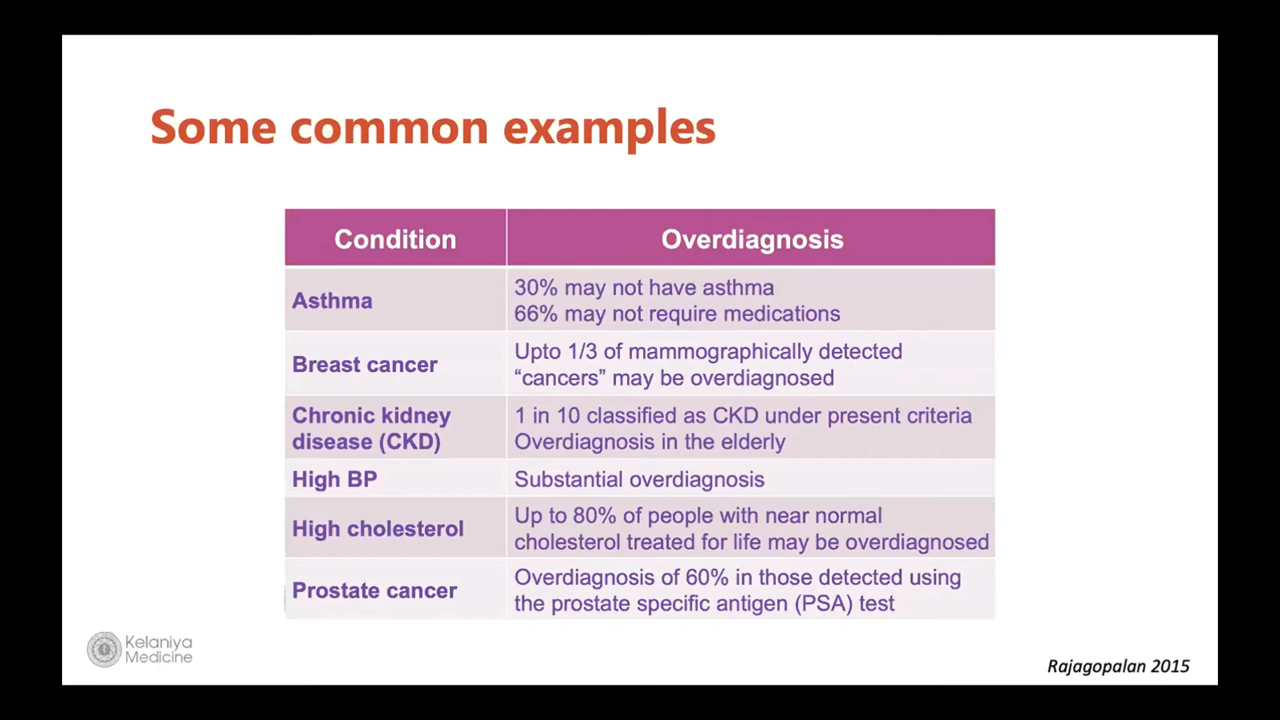 Some common examples
Condition
Overdiagnosis
Asthma
30% may not have asthma
66% may not require medications
Breast cancer
Upto 1/3 of mammographically detected
“cancers” may be overdiagnosed
Chronic kidney
disease (CKD)
1 in 10 classified as CKD under present criteria
Overdiagnosis in the elderly
High BP
Substantial overdiagnosis
High cholesterol
Up to 80% of people with near normal
cholesterol treated for life may be overdiagnosed
Prostate cancer
Overdiagnosis of 60% in those detected using
the prostate specific antigen (PSA) test
Kelaniya
Medicine
Rajagopalan 2015